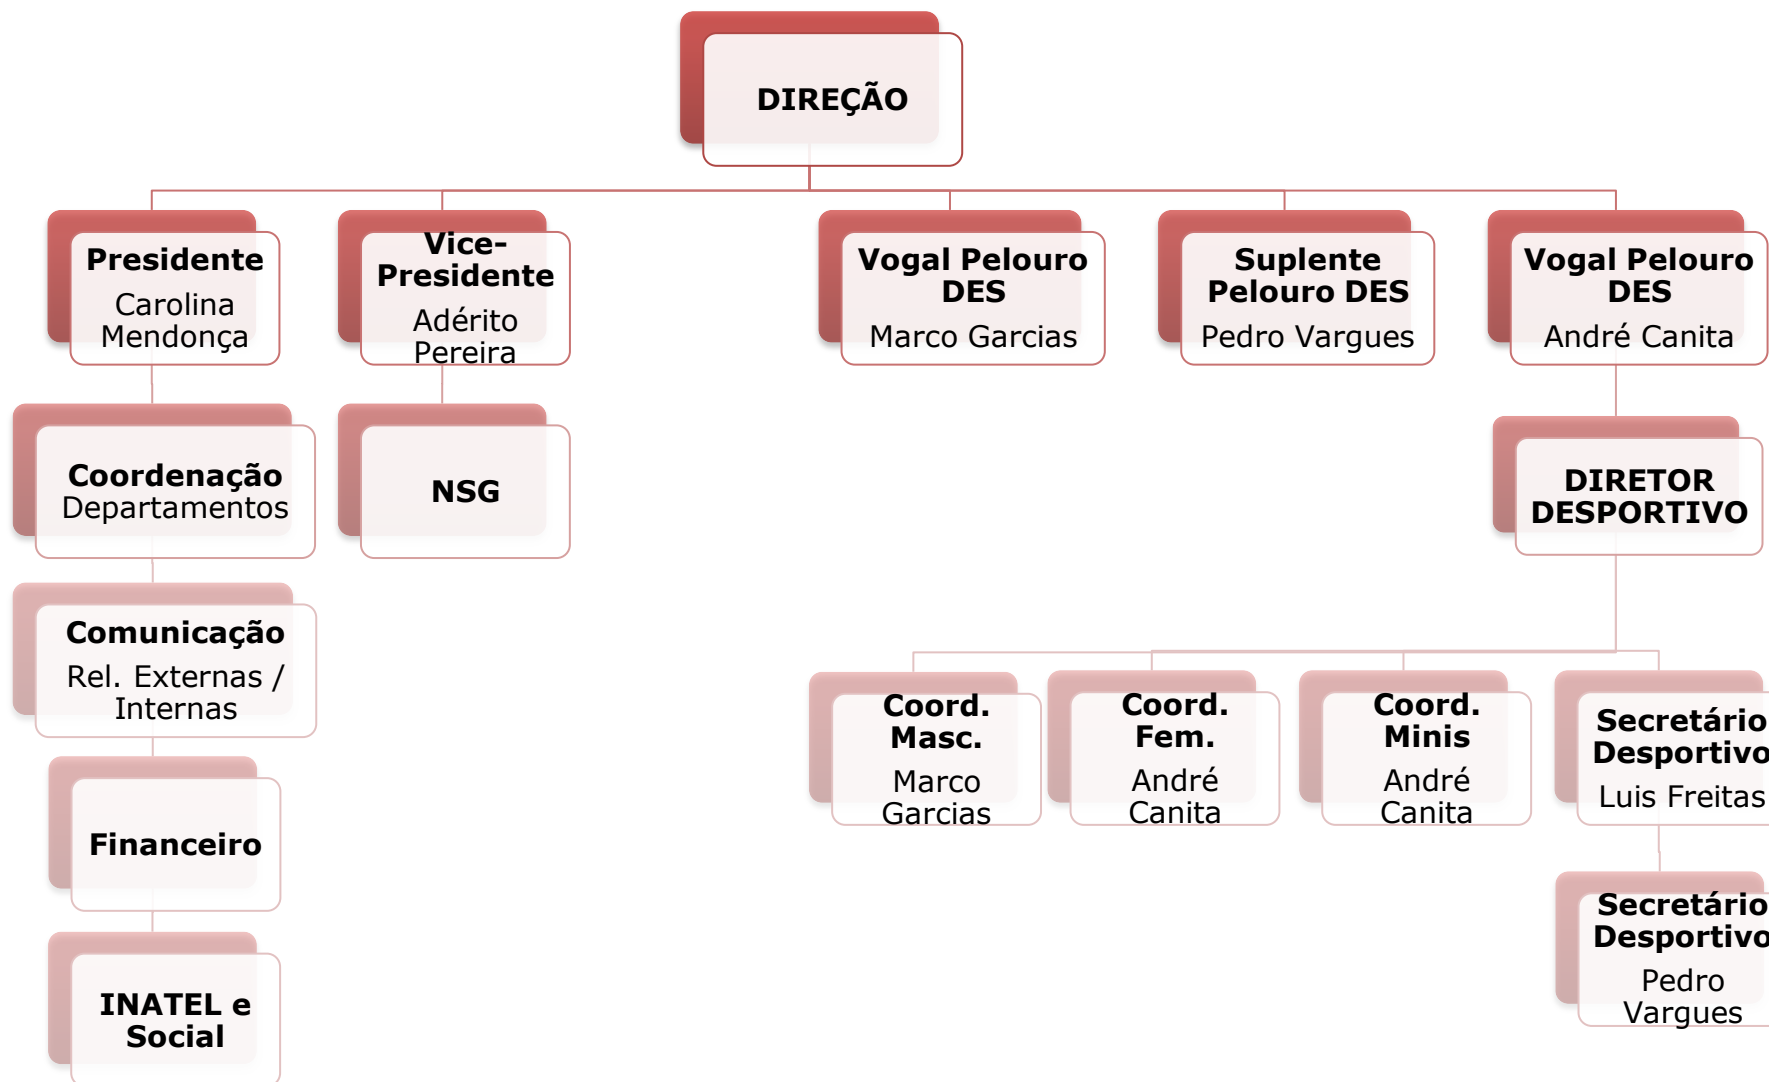 DIREÇÃO
Presidente
Carolina
Mendonça
Vice-
Presidente
Adérito
Pereira
Vogal Pelouro
DES
Marco Garcias
Suplente
Pelouro DES
Pedro Vargues
Vogal Pelouro
DES
André Canita
Coordenação
Departamentos
NSG
DIRETOR
DESPORTIVO
Comunicação
Rel. Externas /
Internas
Coord.
Masc.
Marco
Garcias
Coord.
Fem.
André
Canita
Coord.
Minis
André
Canita
Secretário
Desportivo
Luis Freitas
Financeiro
Secretário
Desportivo
Pedro
Vargues
INATEL e
Social